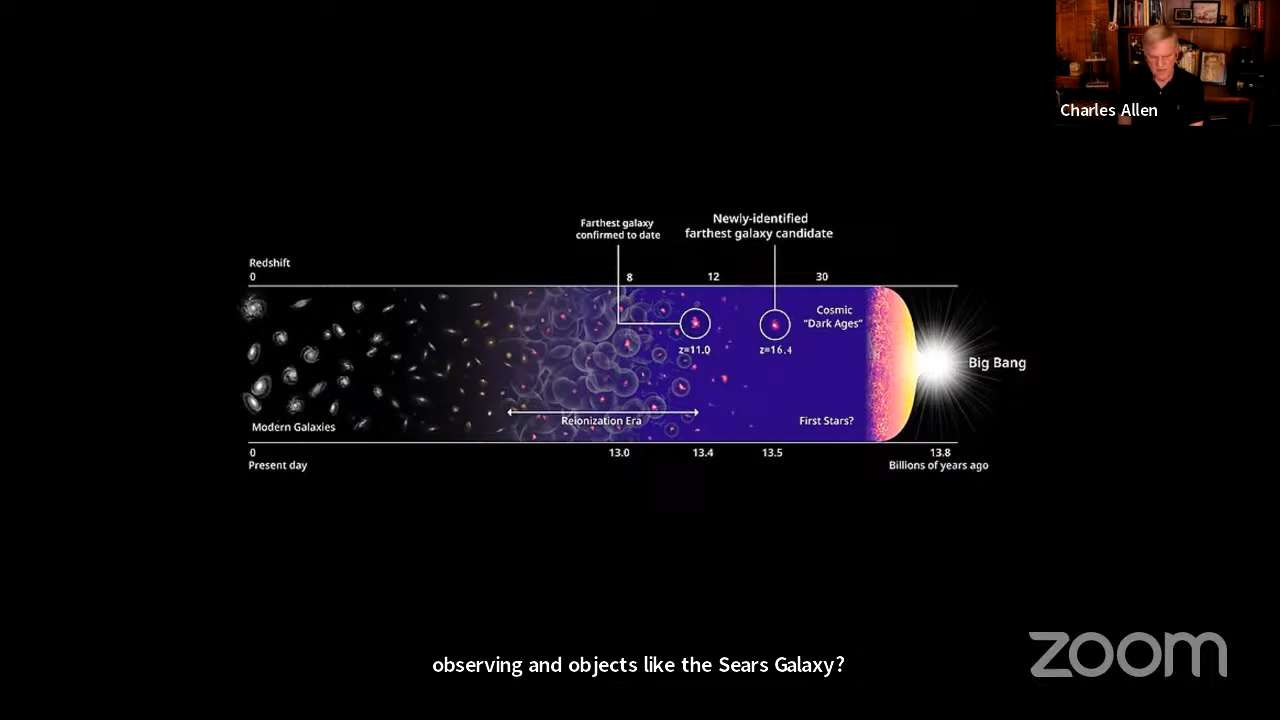 Charles Allen
Farthest galaxy
confirmed to date
Newly-identified
farthest galaxy candidate
Redshift
0
8
12
30
Cosmic
"Dark Ages"
z=11.0
z=16.4
Big Bang
Reionization Era
First Stars?
Modern Galaxies
0
13.0
13.4
13.5
13.8
Present day
Billions of years ago
observing and objects like the Sears Galaxy?
zoom